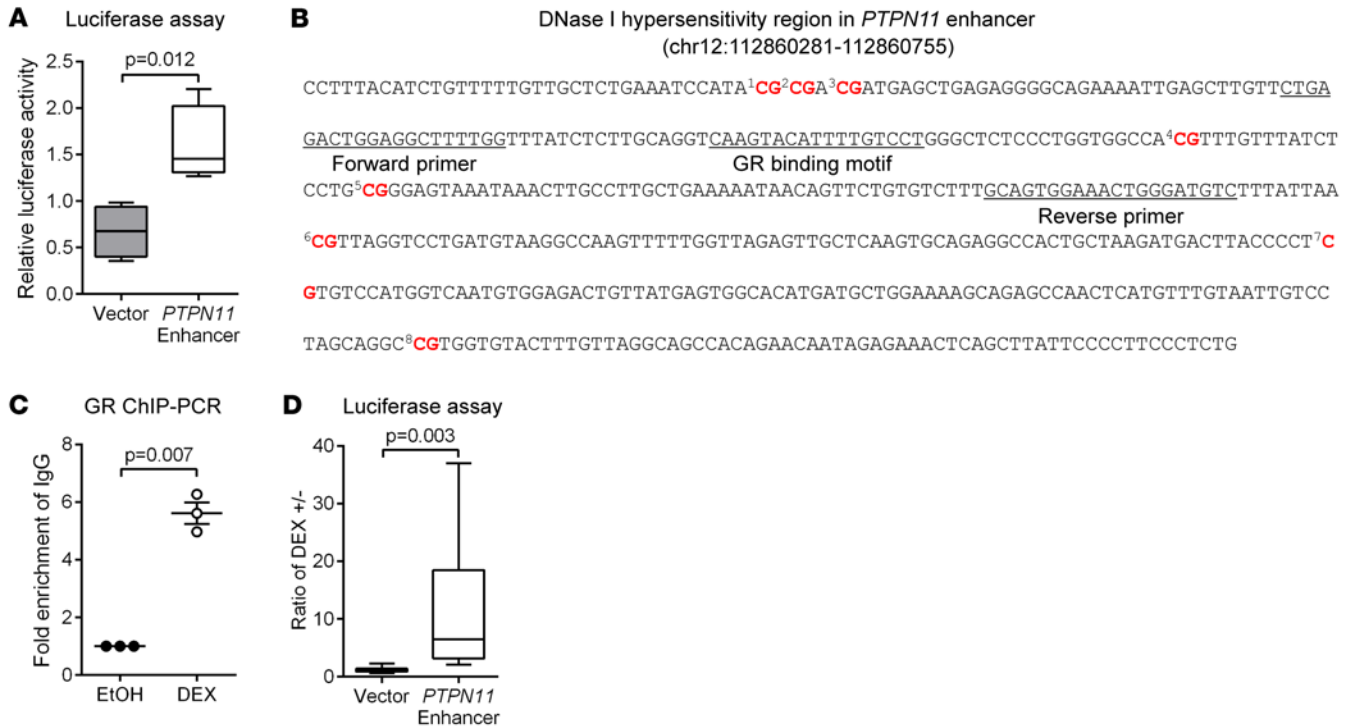 A Luciferase assay
p=0.012
Relative luciferase activity
2.5
2.0
1.5
1.0
0.5
0.0
Vector
PTPN11
Enhancer
B DNase I hypersensitivity region in PTPN11 enhancer
(chr12:112860281-112860755)
CCTTTACATCTGTTTTTGTTGCTCTGAAATCCATA¹CG²CGA³CGATGAGCTGAGAGGGGCAGAAAATTGAGCTTGTTCTGA
GACTGGAGGCTTTTGGTTTATCTCTTGCAGGTCAAGTACATTTTGTCCTGGGCTCTCCCTGGTGGCCA⁴CGTTTGTTTATCT
Forward primer GR binding motif
CCTG⁵CGGGAGTAAATAAACTTGCCTTGCTGAAAAATAACAGTTCTGTGTCTTTGCAGTGGAAACTGGGATGTCTTTATTAA
Reverse primer
⁶CGTTAGGTCCTGATGTAAGGCCAAGTTTTTGGTTAGAGTTGCTCAAGTGCAGAGGCCACTGCTAAGATGACTTACCCCT⁷C
GTGTCCATGGTCAATGTGGAGACTGTTATGAGTGGCACATGATGCTGGAAAAGCAGAGCCAACTCATGTTTGTAATTGTCC
TAGCAGGC⁸CGTGGTGTACTTTGTTAGGCAGCCACAGAACAATAGAGAAACTCAGCTTATTCCCCTTCCCTCTG
C GR ChIP-PCR
p=0.007
Fold enrichment of IgG
8
6
4
2
0
EtOH DEX
D Luciferase assay
p=0.003
Ratio of DEX +/-
40
30
20
10
0
Vector
PTPN11
Enhancer